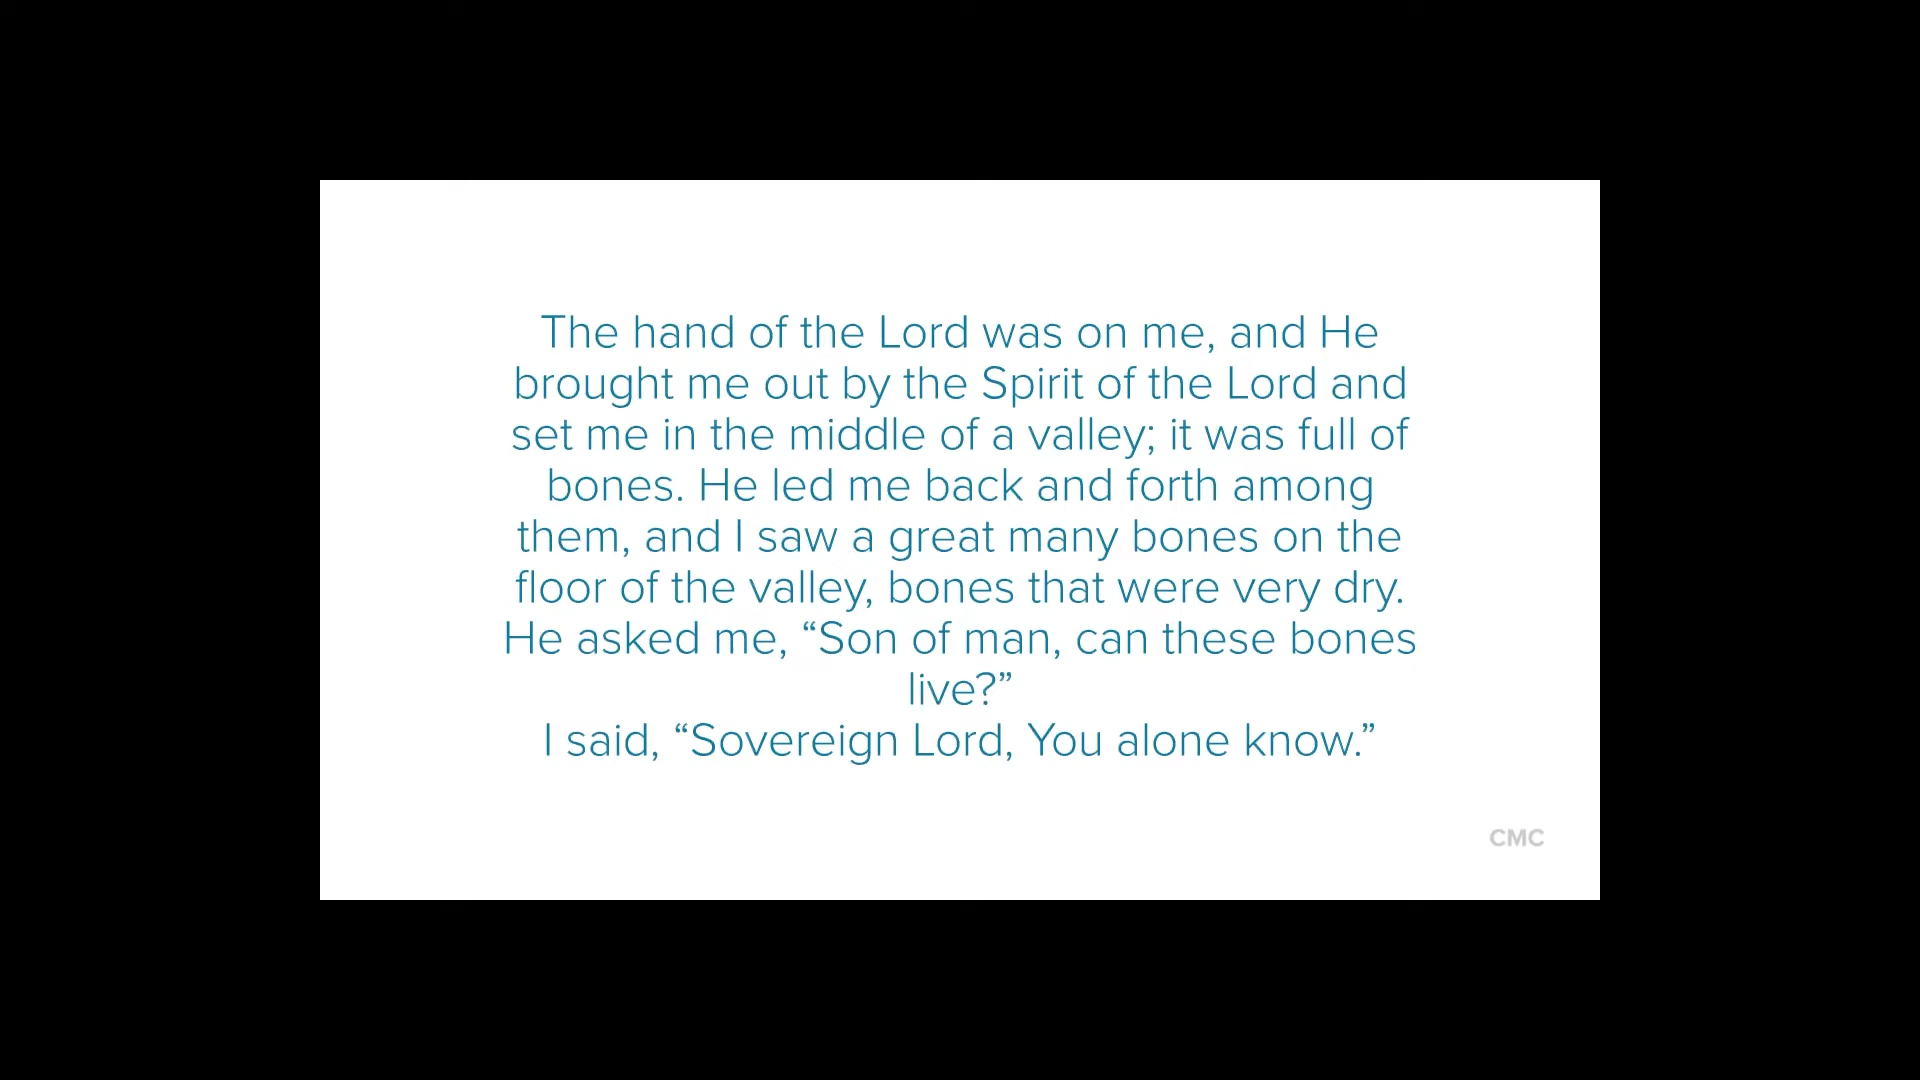 The hand of the Lord was on me, and He
brought me out by the Spirit of the Lord and
set me in the middle of a valley; it was full of
bones. He led me back and forth among
them, and I saw a great many bones on the
floor of the valley, bones that were very dry.
He asked me, “Son of man, can these bones
live?”
I said, “Sovereign Lord, You alone know.”
CMC